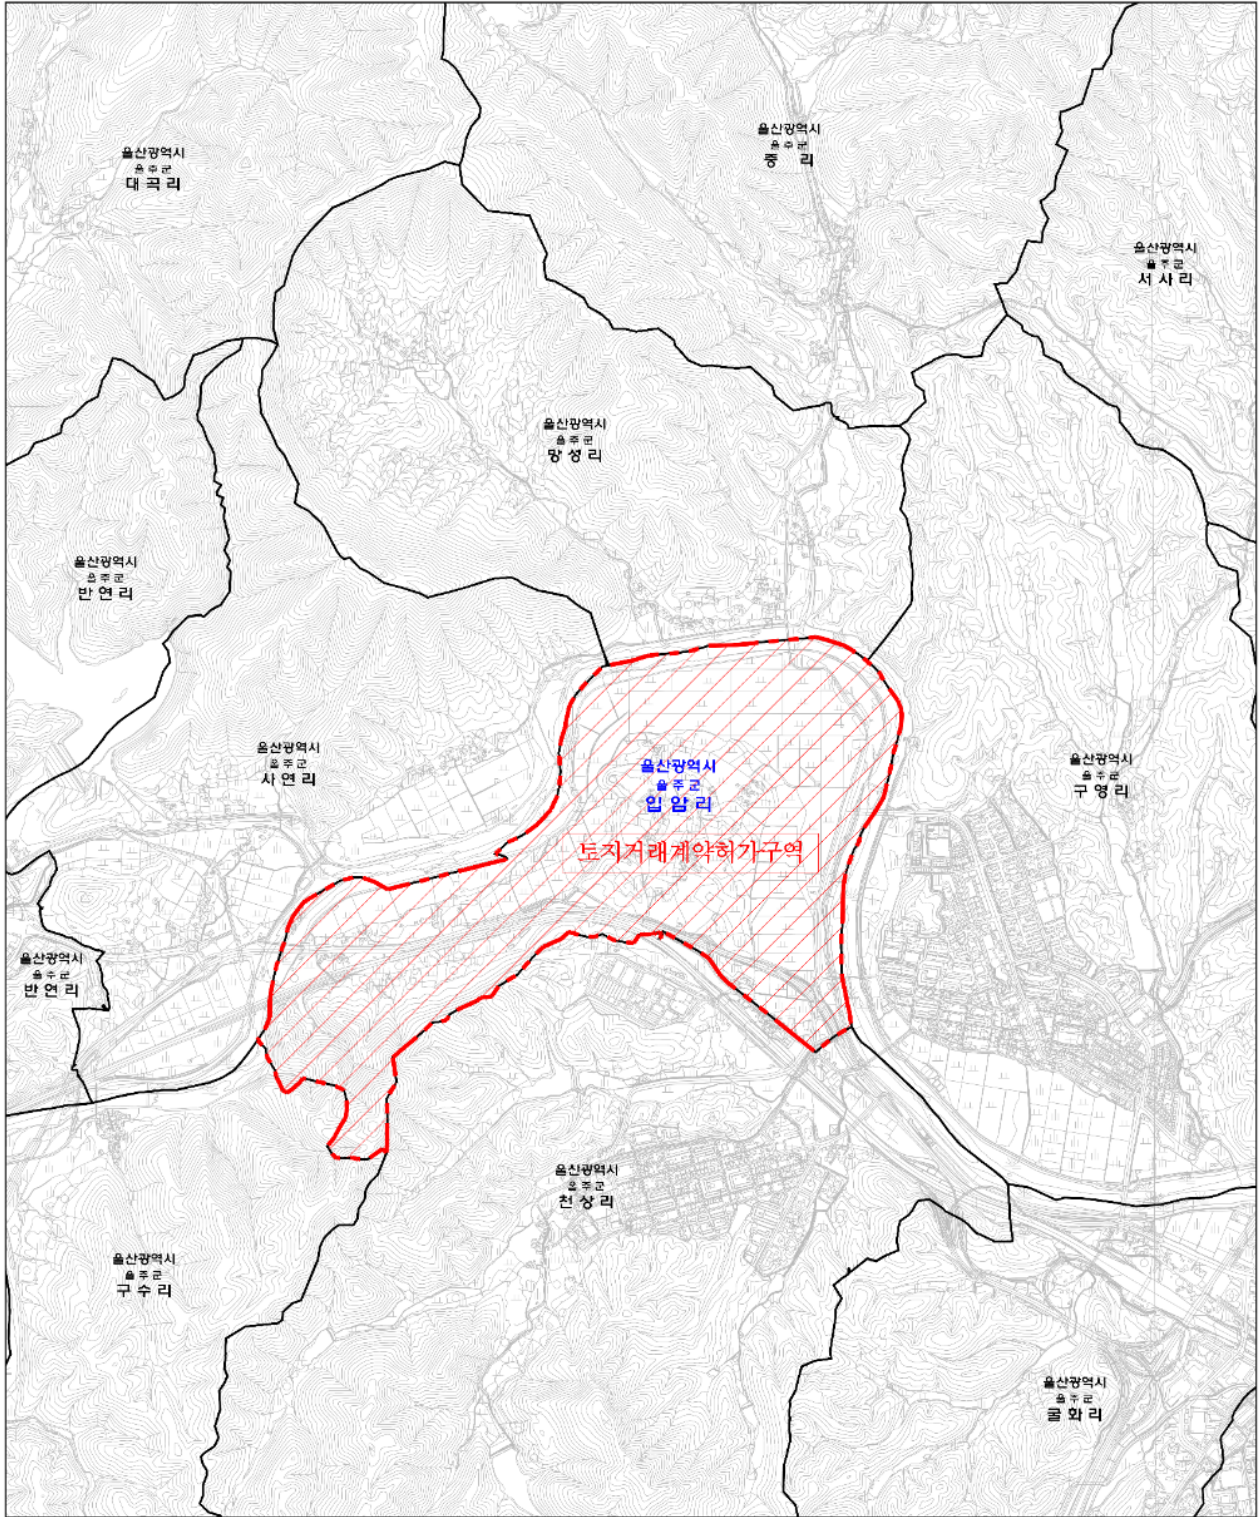 울산광역시
울주군
중 리
울산광역시
울주군
대곡리
울산광역시
울주군
서사리
울산광역시
울주군
망성리
울산광역시
울주군
반연리
울산광역시
울주군
사연리
울산광역시
울주군
입암리
울산광역시
울주군
구영리
토지거래계약허가구역
울산광역시
울주군
반연리
울산광역시
울주군
천상리
울산광역시
울주군
구수리
울산광역시
울주군
굴화리